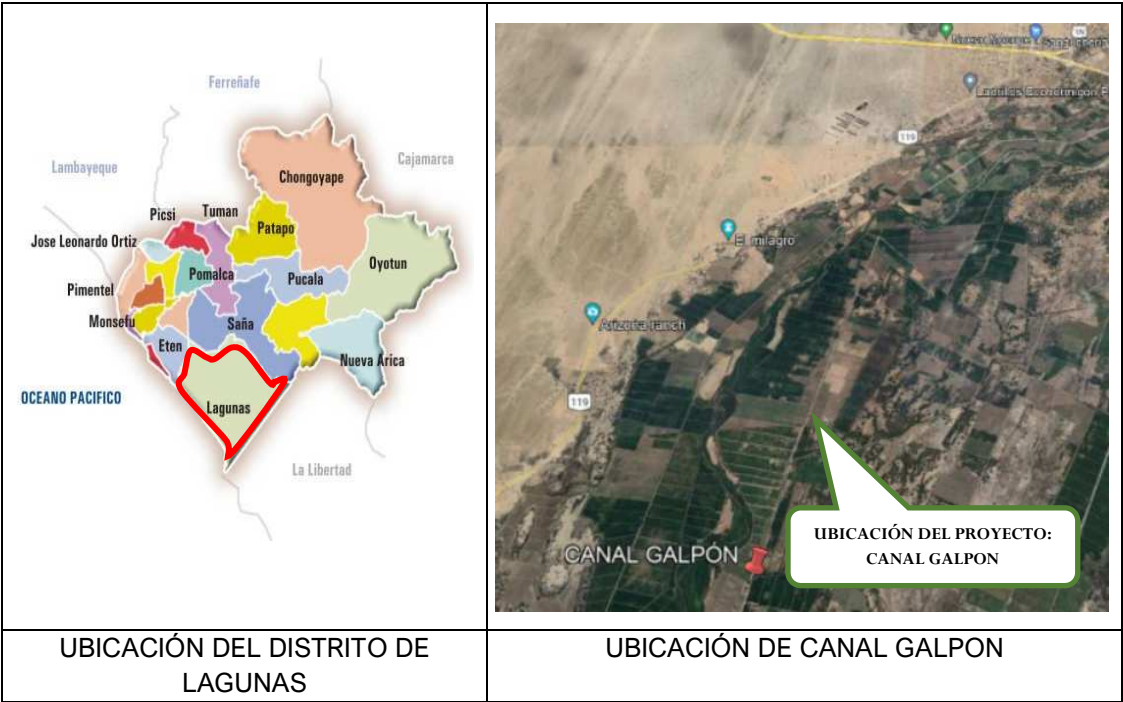 Ferreñafe
Lambayeque
Cajamarca
Chongoyape
Picsi
Tuman
Patapo
Jose Leonardo Ortiz
Oyotun
Pomalca
Pucala
Pimentel
Monsefu
Saña
Eten
Nueva Arica
OCEANO PACIFICO
Lagunas
La Libertad
119
El milagro
Arizona ranch
119
UBICACIÓN DEL PROYECTO:
CANAL GALPON
CANAL GALPÓN
UBICACIÓN DEL DISTRITO DE
LAGUNAS
UBICACIÓN DE CANAL GALPON